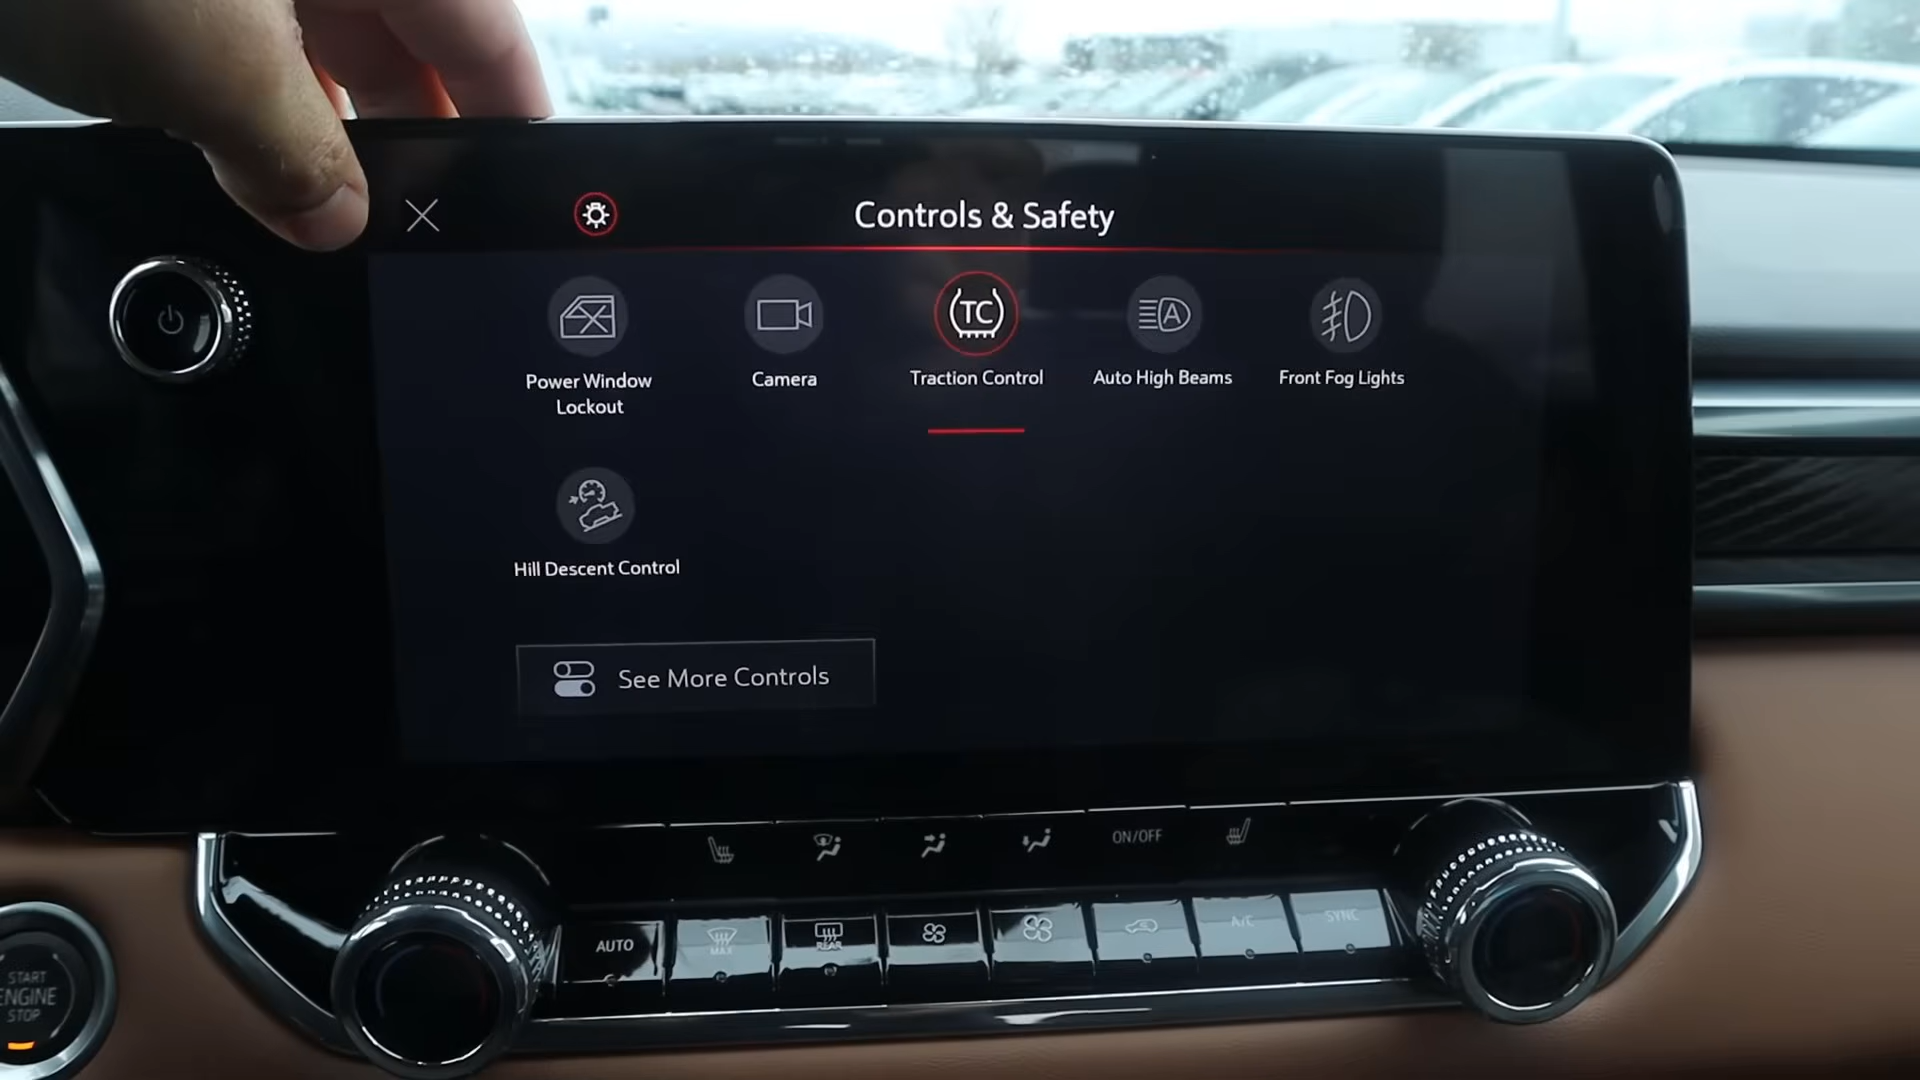 Controls & Safety
TC
A
Power Window
Lockout
Camera
Traction Control
Auto High Beams
Front Fog Lights
Hill Descent Control
See More Controls
ON/OFF
AUTO
MAX
REAR
A/C
SYNC
START
ENGINE
STOP